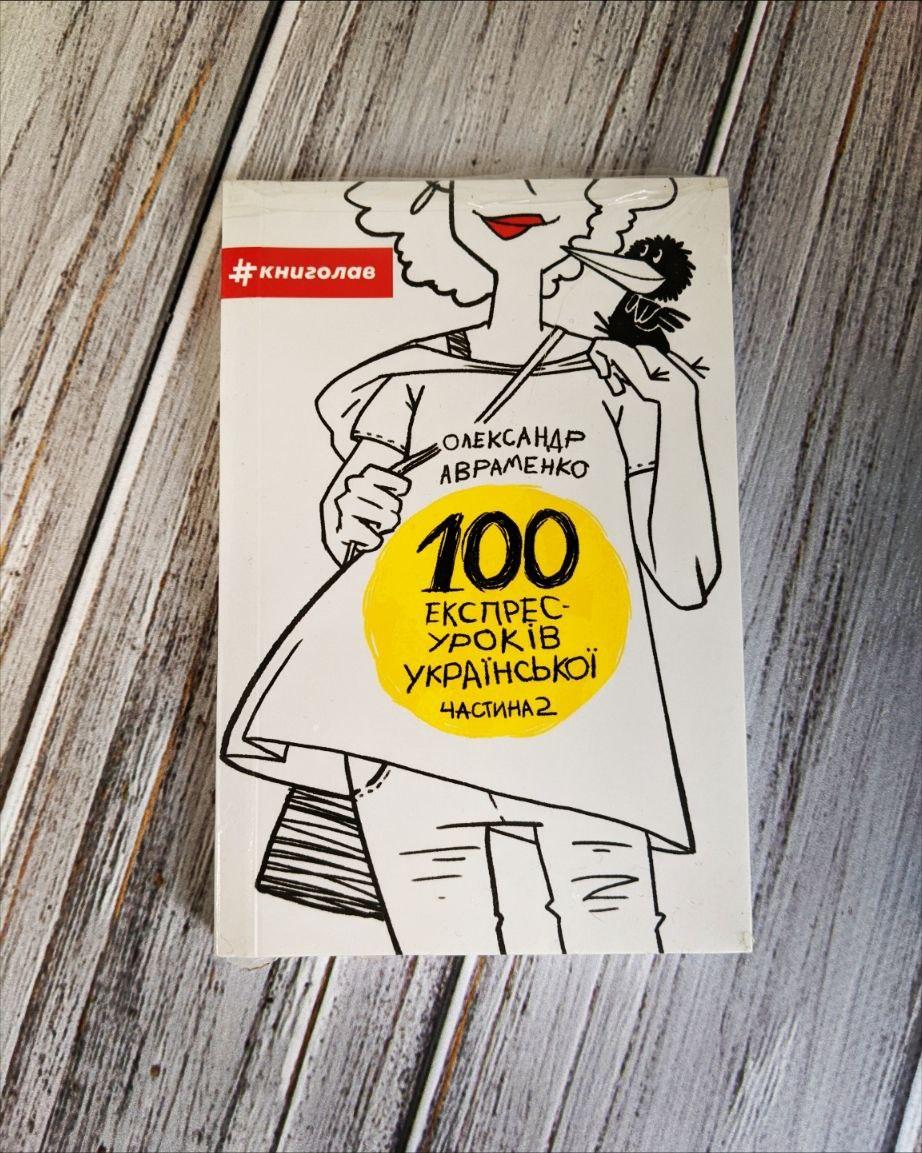 #книголав
ОЛЕКСАНДР
АВРАМЕНКО
100
ЕКСПРЕС-
УРОКІВ
УКРАЇНСЬКОЇ
ЧАСТИНА 2